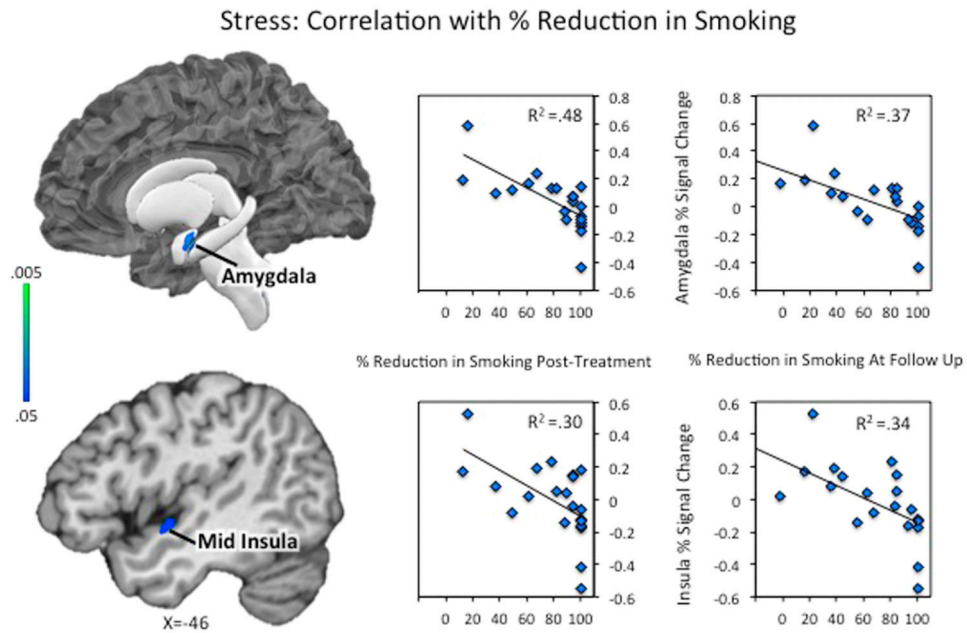 Stress: Correlation with % Reduction in Smoking
Amygdala
.005
.05
R² =.48
0.8
0.6
0.4
0.2
0
-0.2
-0.4
-0.6
0 20 40 60 80 100
% Reduction in Smoking Post-Treatment
Amygdala % Signal Change
R² =.37
0.8
0.6
0.4
0.2
0
-0.2
-0.4
-0.6
0 20 40 60 80 100
% Reduction in Smoking At Follow Up
Mid Insula
X=-46
R² =.30
0.6
0.4
0.2
0
-0.2
-0.4
-0.6
0 20 40 60 80 100
Insula % Signal Change
R² =.34
0.6
0.4
0.2
0
-0.2
-0.4
-0.6
0 20 40 60 80 100